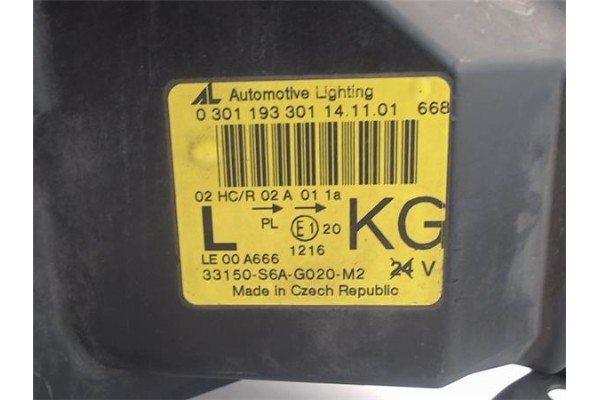 AL Automotive Lighting
0 301 193 301 14.11.01 668
02 HC/R 02 A 01 1a
L PL E1 20 KG
1216
LE 00 A666
33150-S6A-G020-M2 24 V
Made in Czech Republic